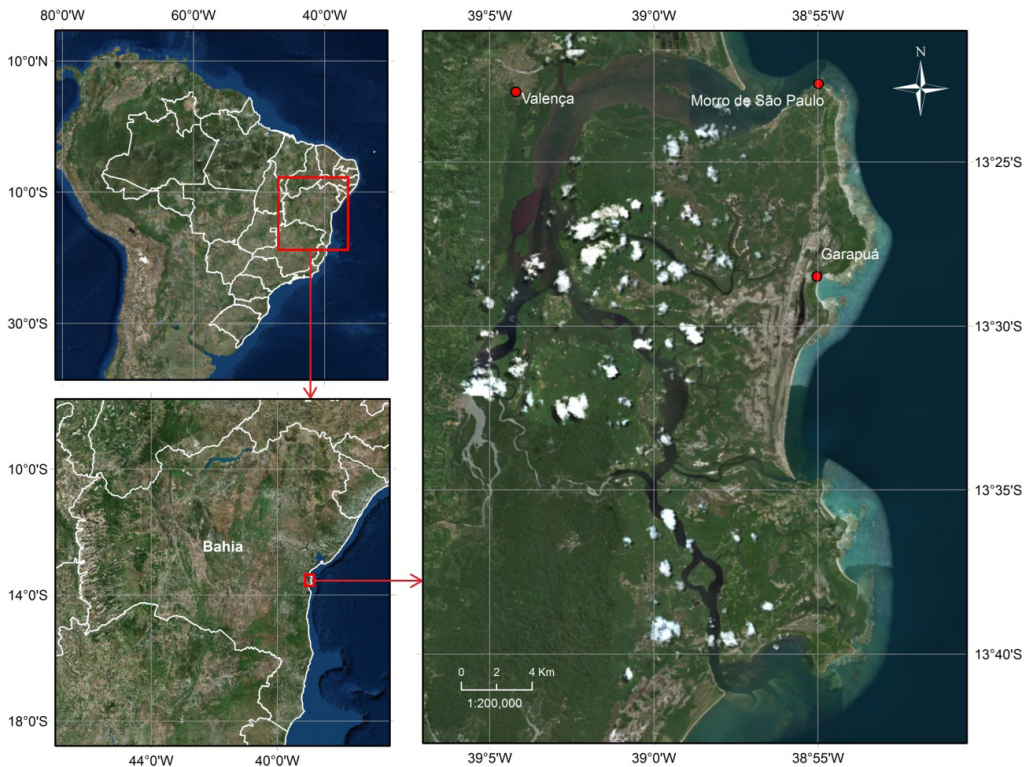 80°0'W 60°0'W 40°0'W
10°0'N
10°0'S
30°0'S
10°0'S
14°0'S
18°0'S
44°0'W 40°0'W
Bahia
39°5'W 39°0'W 38°55'W
N
Valença
Morro de São Paulo
13°25'S
Garapuá
13°30'S
13°35'S
13°40'S
0 2 4 Km
1:200,000
39°5'W 39°0'W 38°55'W